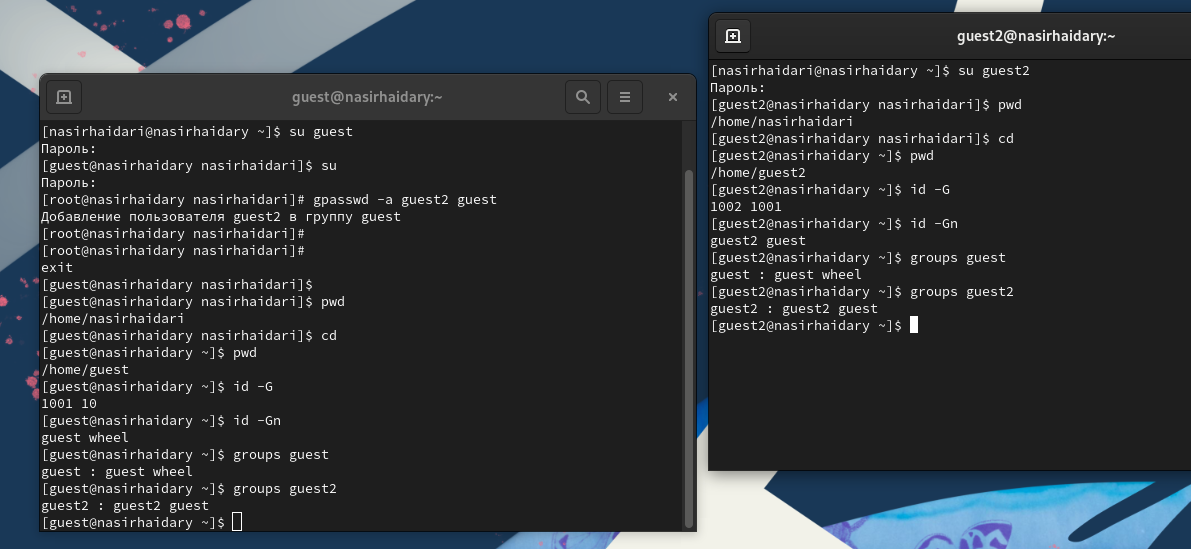 guest@nasirhaidary:~
[nasirhaidari@nasirhaidary ~]$ su guest
Пароль:
[guest@nasirhaidary nasirhaidari]$ su
Пароль:
[root@nasirhaidary nasirhaidari]# gpasswd -a guest2 guest
Добавление пользователя guest2 в группу guest
[root@nasirhaidary nasirhaidari]#
[root@nasirhaidary nasirhaidari]#
exit
[guest@nasirhaidary nasirhaidari]$
[guest@nasirhaidary nasirhaidari]$ pwd
/home/nasirhaidari
[guest@nasirhaidary nasirhaidari]$ cd
[guest@nasirhaidary ~]$ pwd
/home/guest
[guest@nasirhaidary ~]$ id -G
1001 10
[guest@nasirhaidary ~]$ id -Gn
guest wheel
[guest@nasirhaidary ~]$ groups guest
guest : guest wheel
[guest@nasirhaidary ~]$ groups guest2
guest2 : guest2 guest
[guest@nasirhaidary ~]$
guest2@nasirhaidary:~
[nasirhaidari@nasirhaidary ~]$ su guest2
Пароль:
[guest2@nasirhaidary nasirhaidari]$ pwd
/home/nasirhaidari
[guest2@nasirhaidary nasirhaidari]$ cd
[guest2@nasirhaidary ~]$ pwd
/home/guest2
[guest2@nasirhaidary ~]$ id -G
1002 1001
[guest2@nasirhaidary ~]$ id -Gn
guest2 guest
[guest2@nasirhaidary ~]$ groups guest
guest : guest wheel
[guest2@nasirhaidary ~]$ groups guest2
guest2 : guest2 guest
[guest2@nasirhaidary ~]$